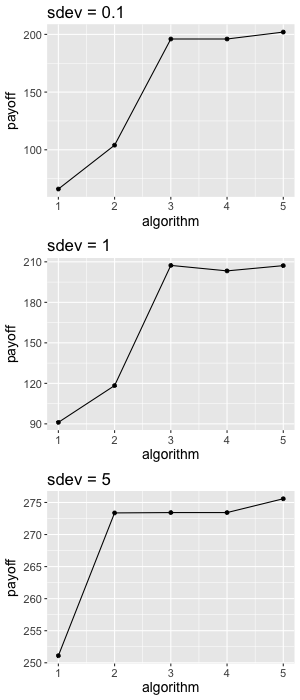 sdev = 0.1
200
150
100
payoff
1 2 3 4 5
algorithm
sdev = 1
210
180
150
120
90
payoff
1 2 3 4 5
algorithm
sdev = 5
275
270
265
260
255
250
payoff
1 2 3 4 5
algorithm